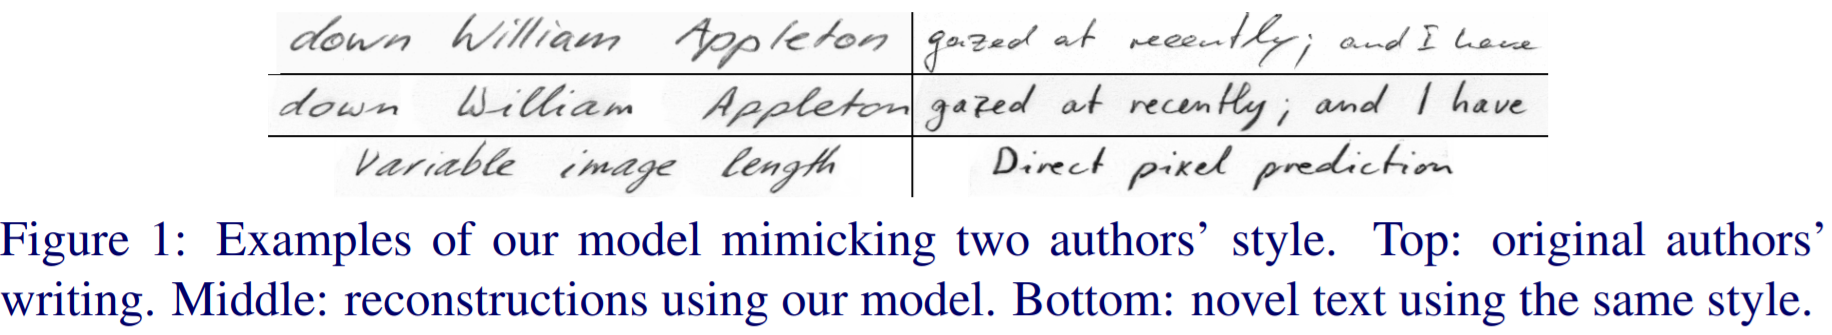 down William Appleton
gazed at recently; and I have
down William Appleton
gazed at recently; and I have
Variable image length
Direct pixel prediction
Figure 1: Examples of our model mimicking two authors’ style. Top: original authors’
writing. Middle: reconstructions using our model. Bottom: novel text using the same style.